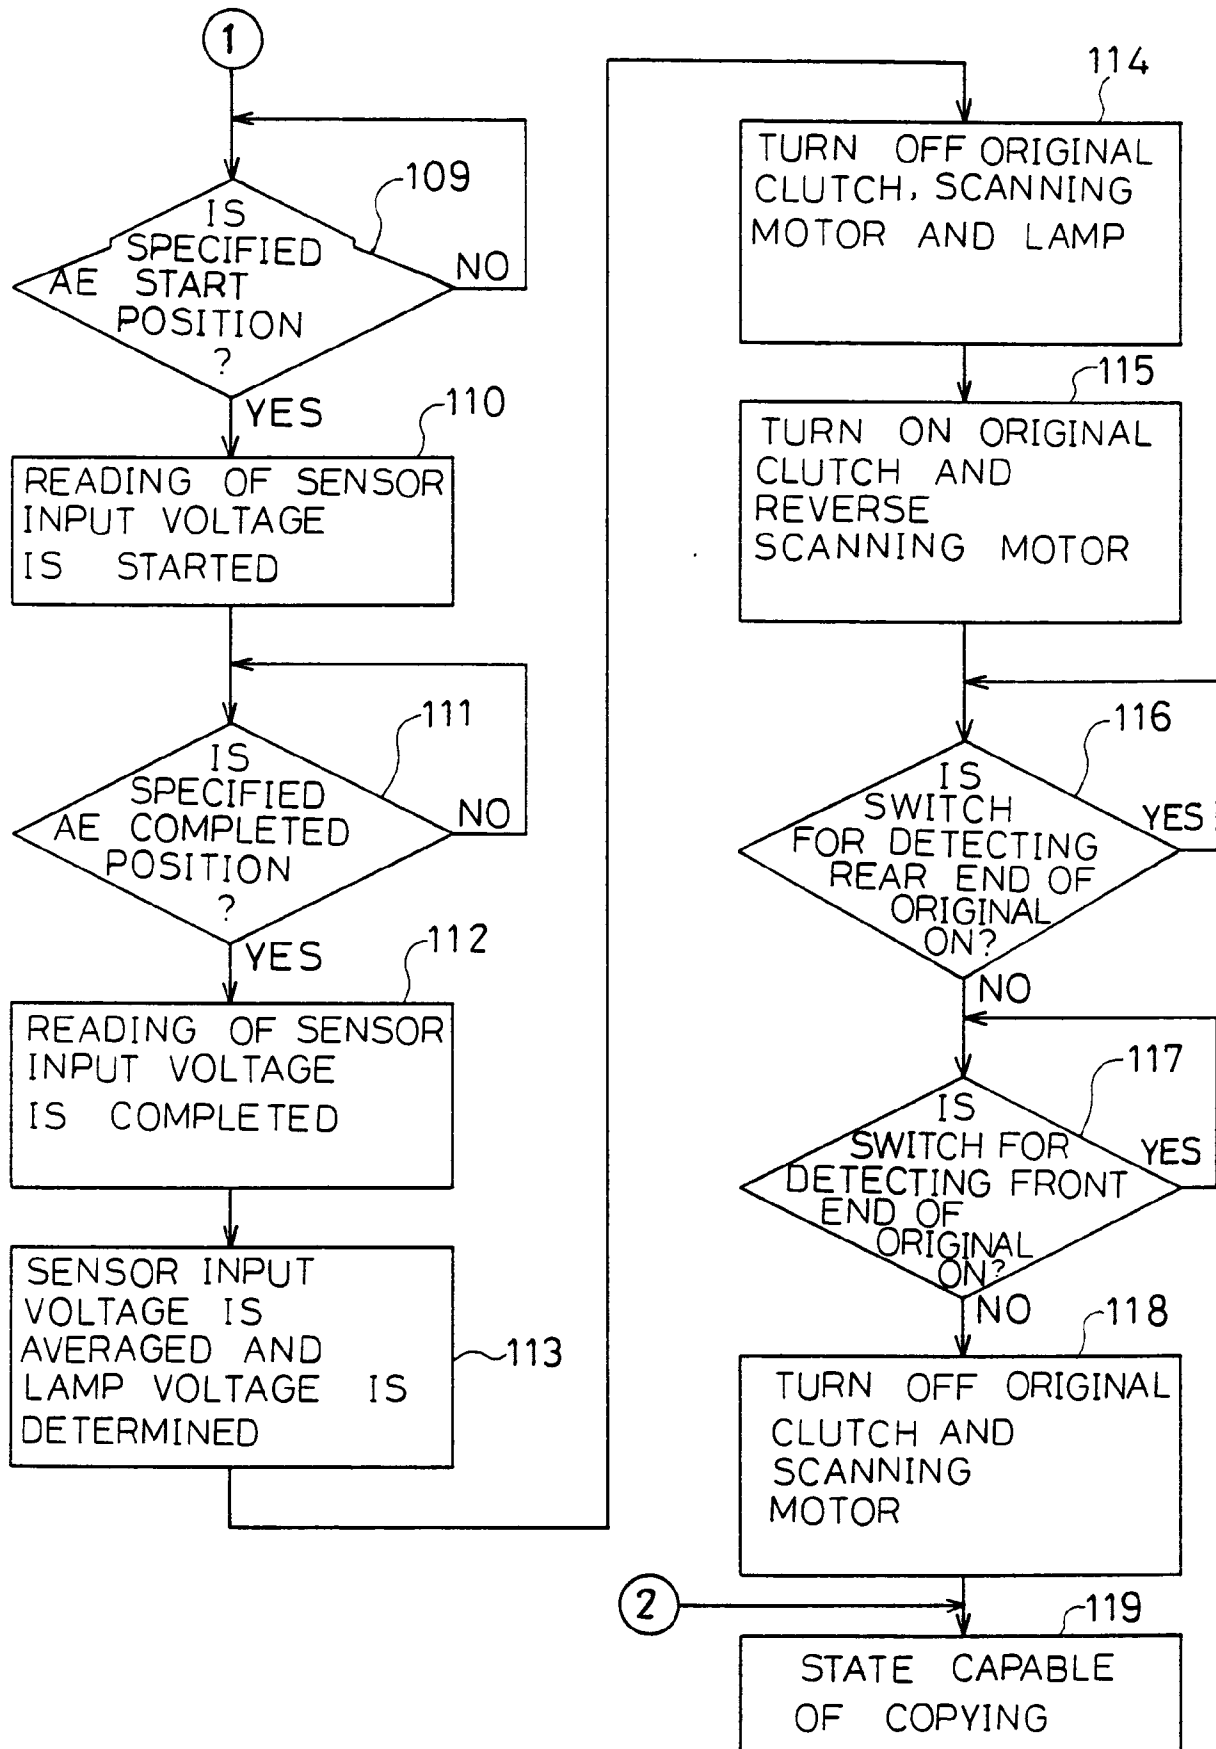 1
109
IS
SPECIFIED
AE START
POSITION
?
NO
YES
110
READING OF SENSOR
INPUT VOLTAGE
IS STARTED
111
IS
SPECIFIED
AE COMPLETED
POSITION
?
NO
YES
112
READING OF SENSOR
INPUT VOLTAGE
IS COMPLETED
SENSOR INPUT
VOLTAGE IS
AVERAGED AND
LAMP VOLTAGE IS
DETERMINED
113
114
TURN OFF ORIGINAL
CLUTCH, SCANNING
MOTOR AND LAMP
115
TURN ON ORIGINAL
CLUTCH AND
REVERSE
SCANNING MOTOR
116
IS
SWITCH
FOR DETECTING
REAR END OF
ORIGINAL
ON?
YES
NO
117
IS
SWITCH FOR
DETECTING FRONT
END OF
ORIGINAL
ON?
YES
NO
118
TURN OFF ORIGINAL
CLUTCH AND
SCANNING
MOTOR
2
119
STATE CAPABLE
OF COPYING